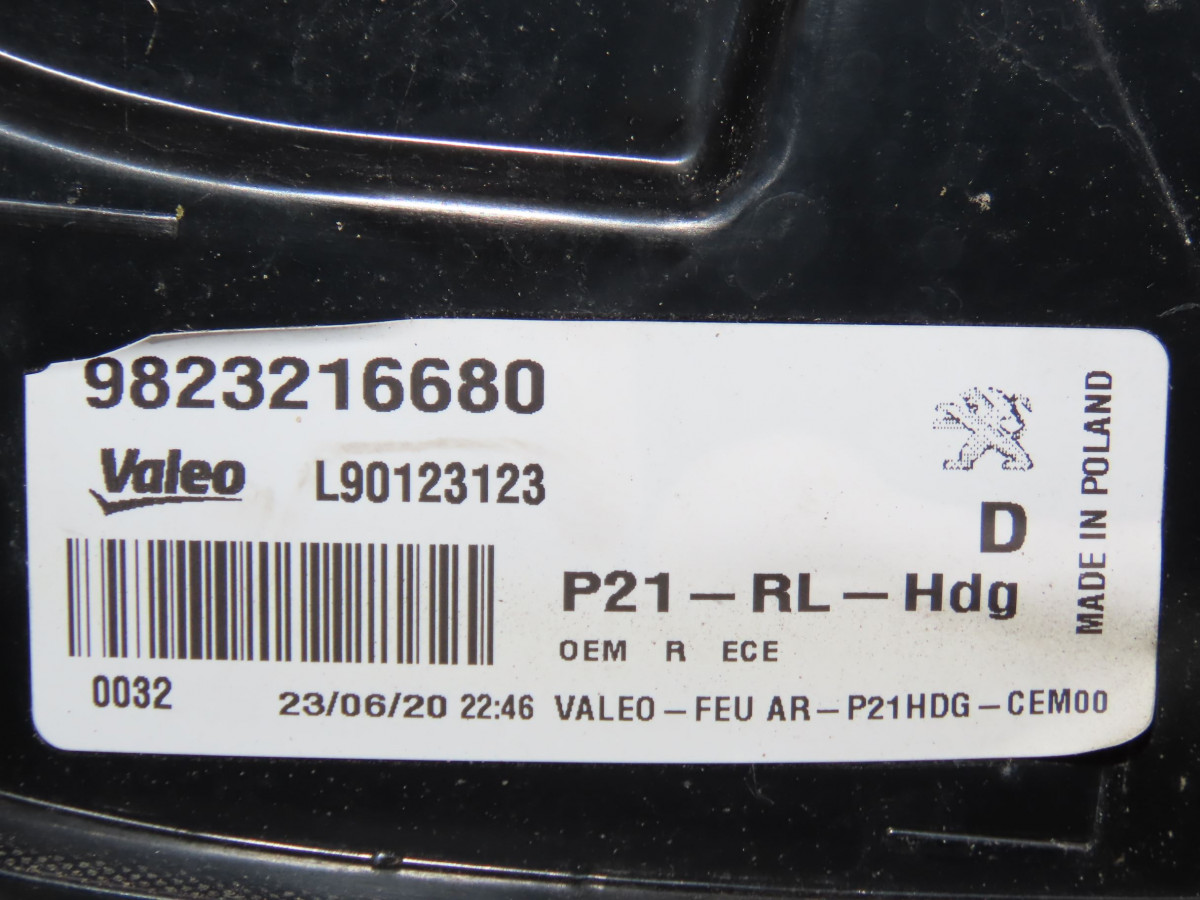 9823216680
Valeo L90123123
D
P21-RL-Hdg
OEM R ECE
0032 23/06/20 22:46 VALEO-FEU AR-P21HDG-CEM00
MADE IN POLAND